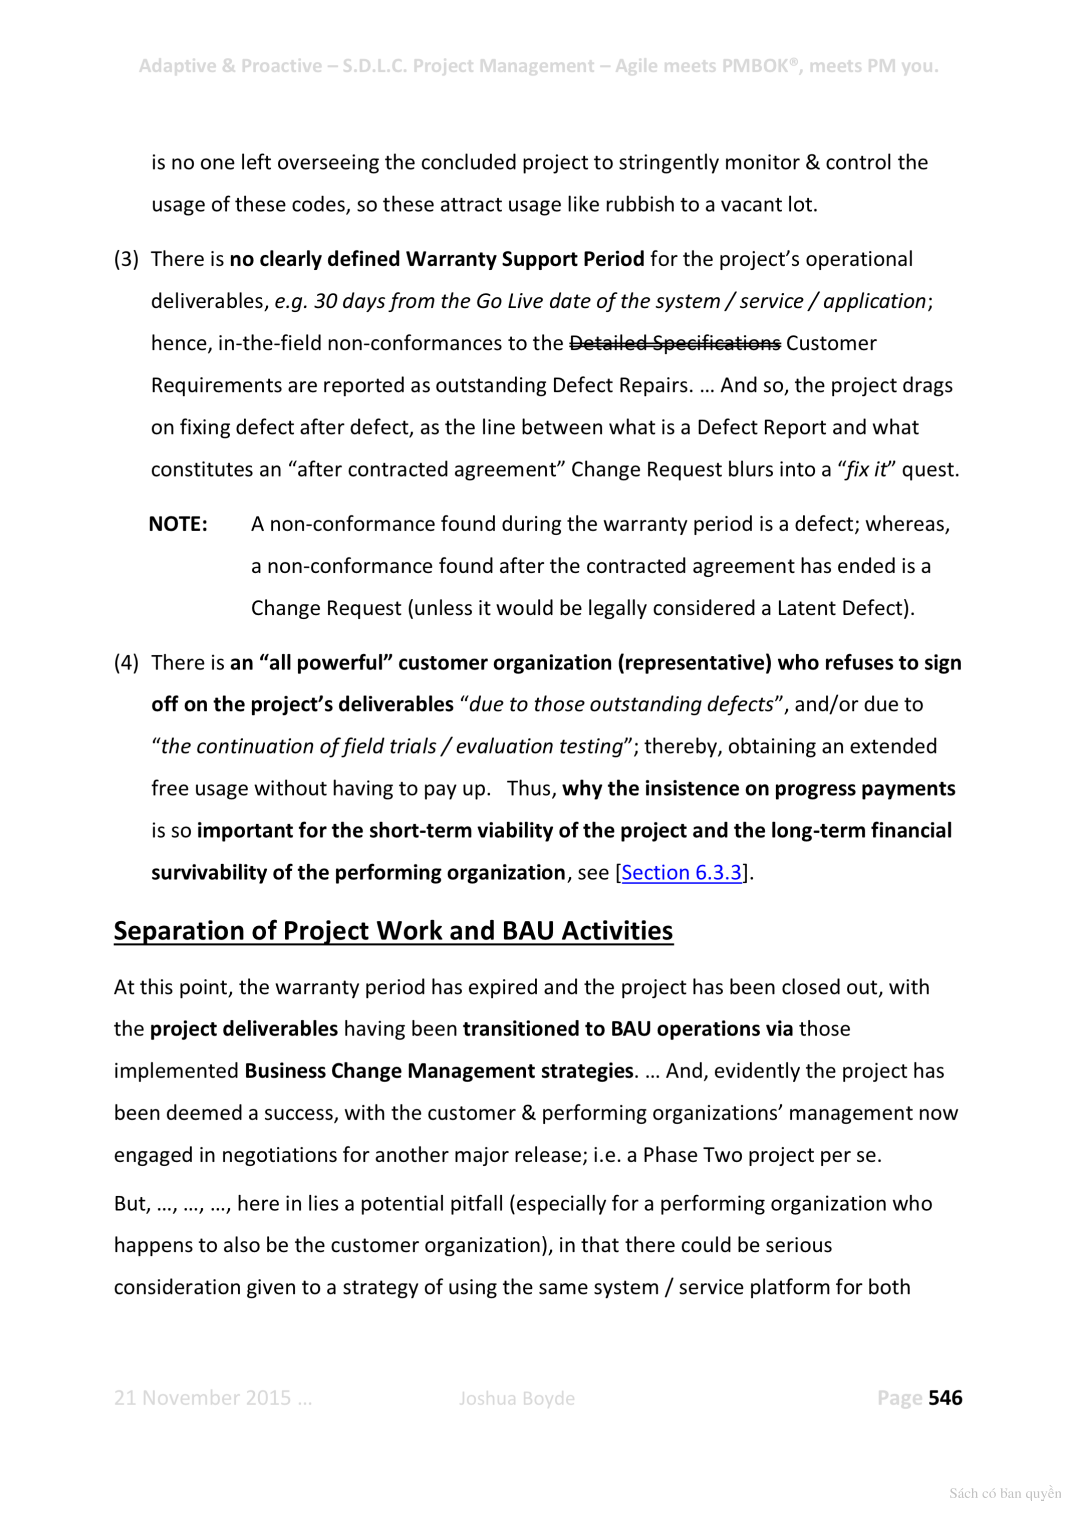 Adaptive & Proactive – S.D.L.C. Project Management – Agile meets PMBOK®, meets PM you.
is no one left overseeing the concluded project to stringently monitor & control the
usage of these codes, so these attract usage like rubbish to a vacant lot.
(3) There is no clearly defined Warranty Support Period for the project’s operational
deliverables, e.g. 30 days from the Go Live date of the system / service / application;
hence, in-the-field non-conformances to the Detailed Specifications Customer
Requirements are reported as outstanding Defect Repairs. … And so, the project drags
on fixing defect after defect, as the line between what is a Defect Report and what
constitutes an “after contracted agreement” Change Request blurs into a “fix it” quest.
NOTE: A non-conformance found during the warranty period is a defect; whereas,
a non-conformance found after the contracted agreement has ended is a
Change Request (unless it would be legally considered a Latent Defect).
(4) There is an “all powerful” customer organization (representative) who refuses to sign
off on the project’s deliverables “due to those outstanding defects”, and/or due to
“the continuation of field trials / evaluation testing”; thereby, obtaining an extended
free usage without having to pay up. Thus, why the insistence on progress payments
is so important for the short-term viability of the project and the long-term financial
survivability of the performing organization, see [Section 6.3.3].
Separation of Project Work and BAU Activities
At this point, the warranty period has expired and the project has been closed out, with
the project deliverables having been transitioned to BAU operations via those
implemented Business Change Management strategies. … And, evidently the project has
been deemed a success, with the customer & performing organizations’ management now
engaged in negotiations for another major release; i.e. a Phase Two project per se.
But, …, …, …, here in lies a potential pitfall (especially for a performing organization who
happens to also be the customer organization), in that there could be serious
consideration given to a strategy of using the same system / service platform for both
21 November 2015 … Joshua Boyde Page 546
Sách có bản quyền